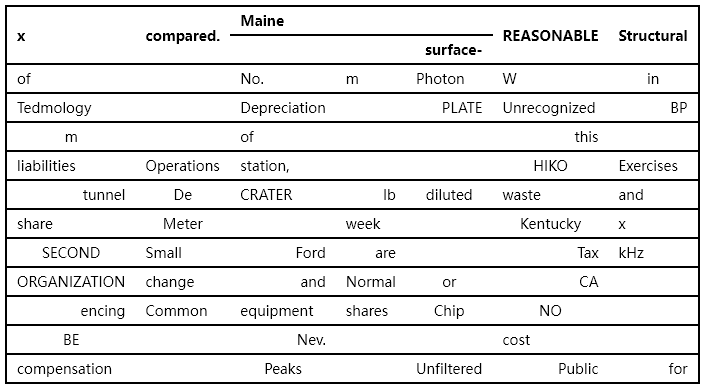 Maine
x compared. REASONABLE Structural
surface-
of No. m Photon W in
Tedmology Depreciation PLATE Unrecognized BP
m of this
liabilities Operations station, HIKO Exercises
tunnel De CRATER lb diluted waste and
share Meter week Kentucky x
SECOND Small Ford are Tax kHz
ORGANIZATION change and Normal or CA
encing Common equipment shares Chip NO
BE Nev. cost
compensation Peaks Unfiltered Public for